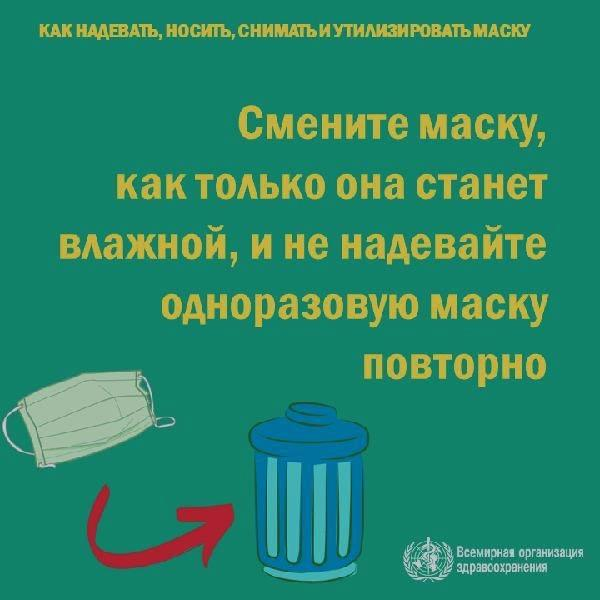 КАК НАДЕВАТЬ, НОСИТЬ, СНИМАТЬ И УТИЛИЗИРОВАТЬ МАСКУ
Смените маску,
как только она станет
влажной, и не надевайте
одноразовую маску
повторно
Всемирная организация
здравоохранения